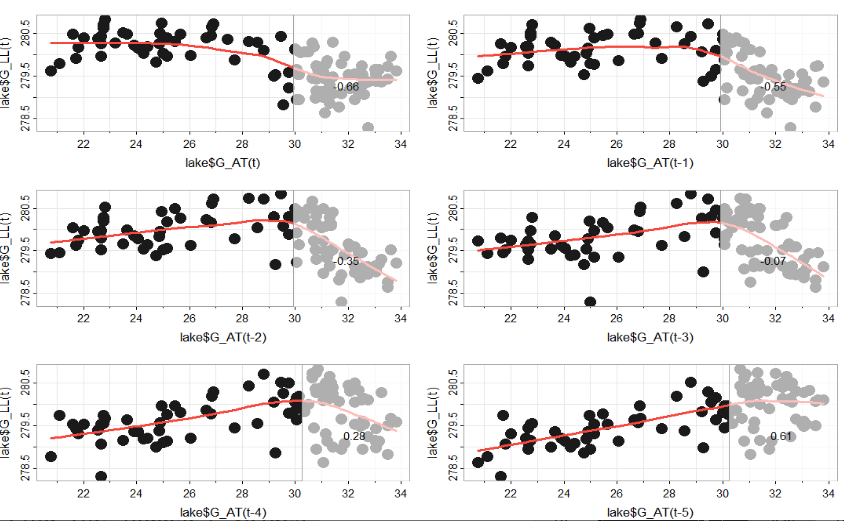 lake$G_LL(t)
280.5
279.5
278.5
-0.66
22 24 26 28 30 32 34
lake$G_AT(t)
lake$G_LL(t)
280.5
279.5
278.5
-0.55
22 24 26 28 30 32 34
lake$G_AT(t-1)
lake$G_LL(t)
280.5
279.5
278.5
-0.35
22 24 26 28 30 32 34
lake$G_AT(t-2)
lake$G_LL(t)
280.5
279.5
278.5
-0.07
22 24 26 28 30 32 34
lake$G_AT(t-3)
lake$G_LL(t)
280.5
279.5
278.5
0.28
22 24 26 28 30 32 34
lake$G_AT(t-4)
lake$G_LL(t)
280.5
279.5
278.5
0.61
22 24 26 28 30 32 34
lake$G_AT(t-5)